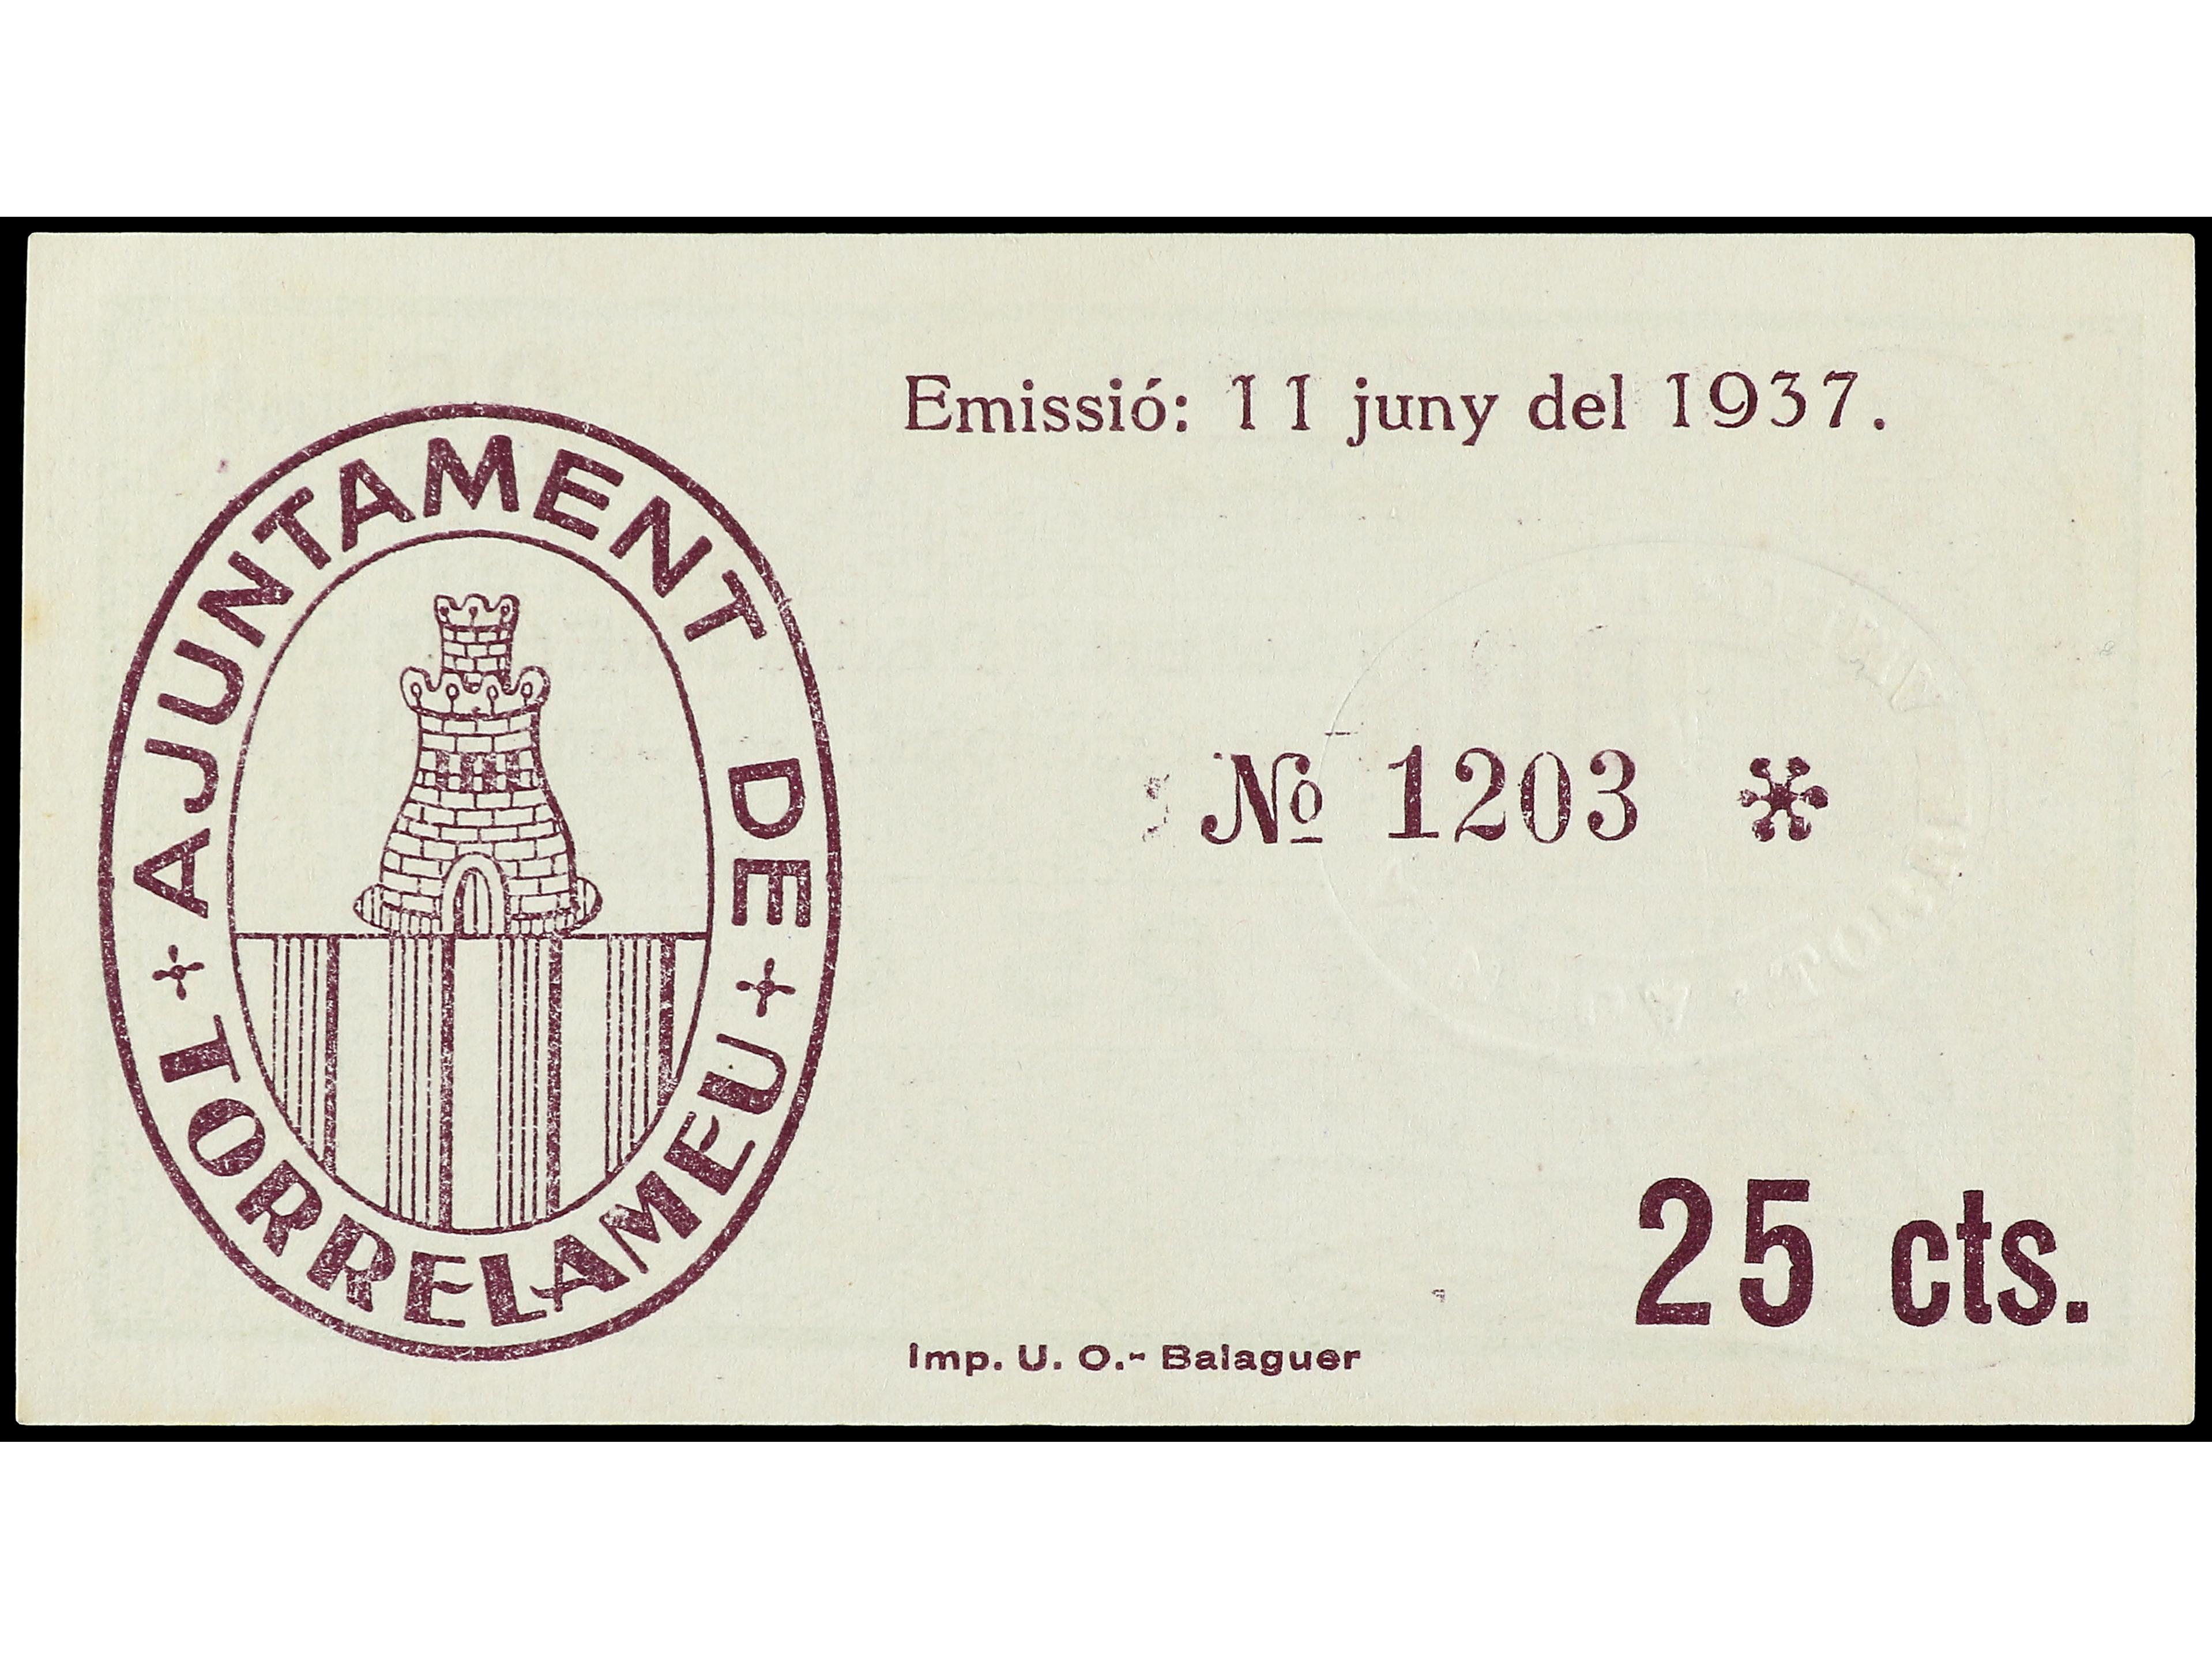 Emissió: 11 juny del 1937.
AJUNTAMENT DE
TORRELAMEU
Nº 1203 *
25 cts.
Imp. U. O.- Balaguer